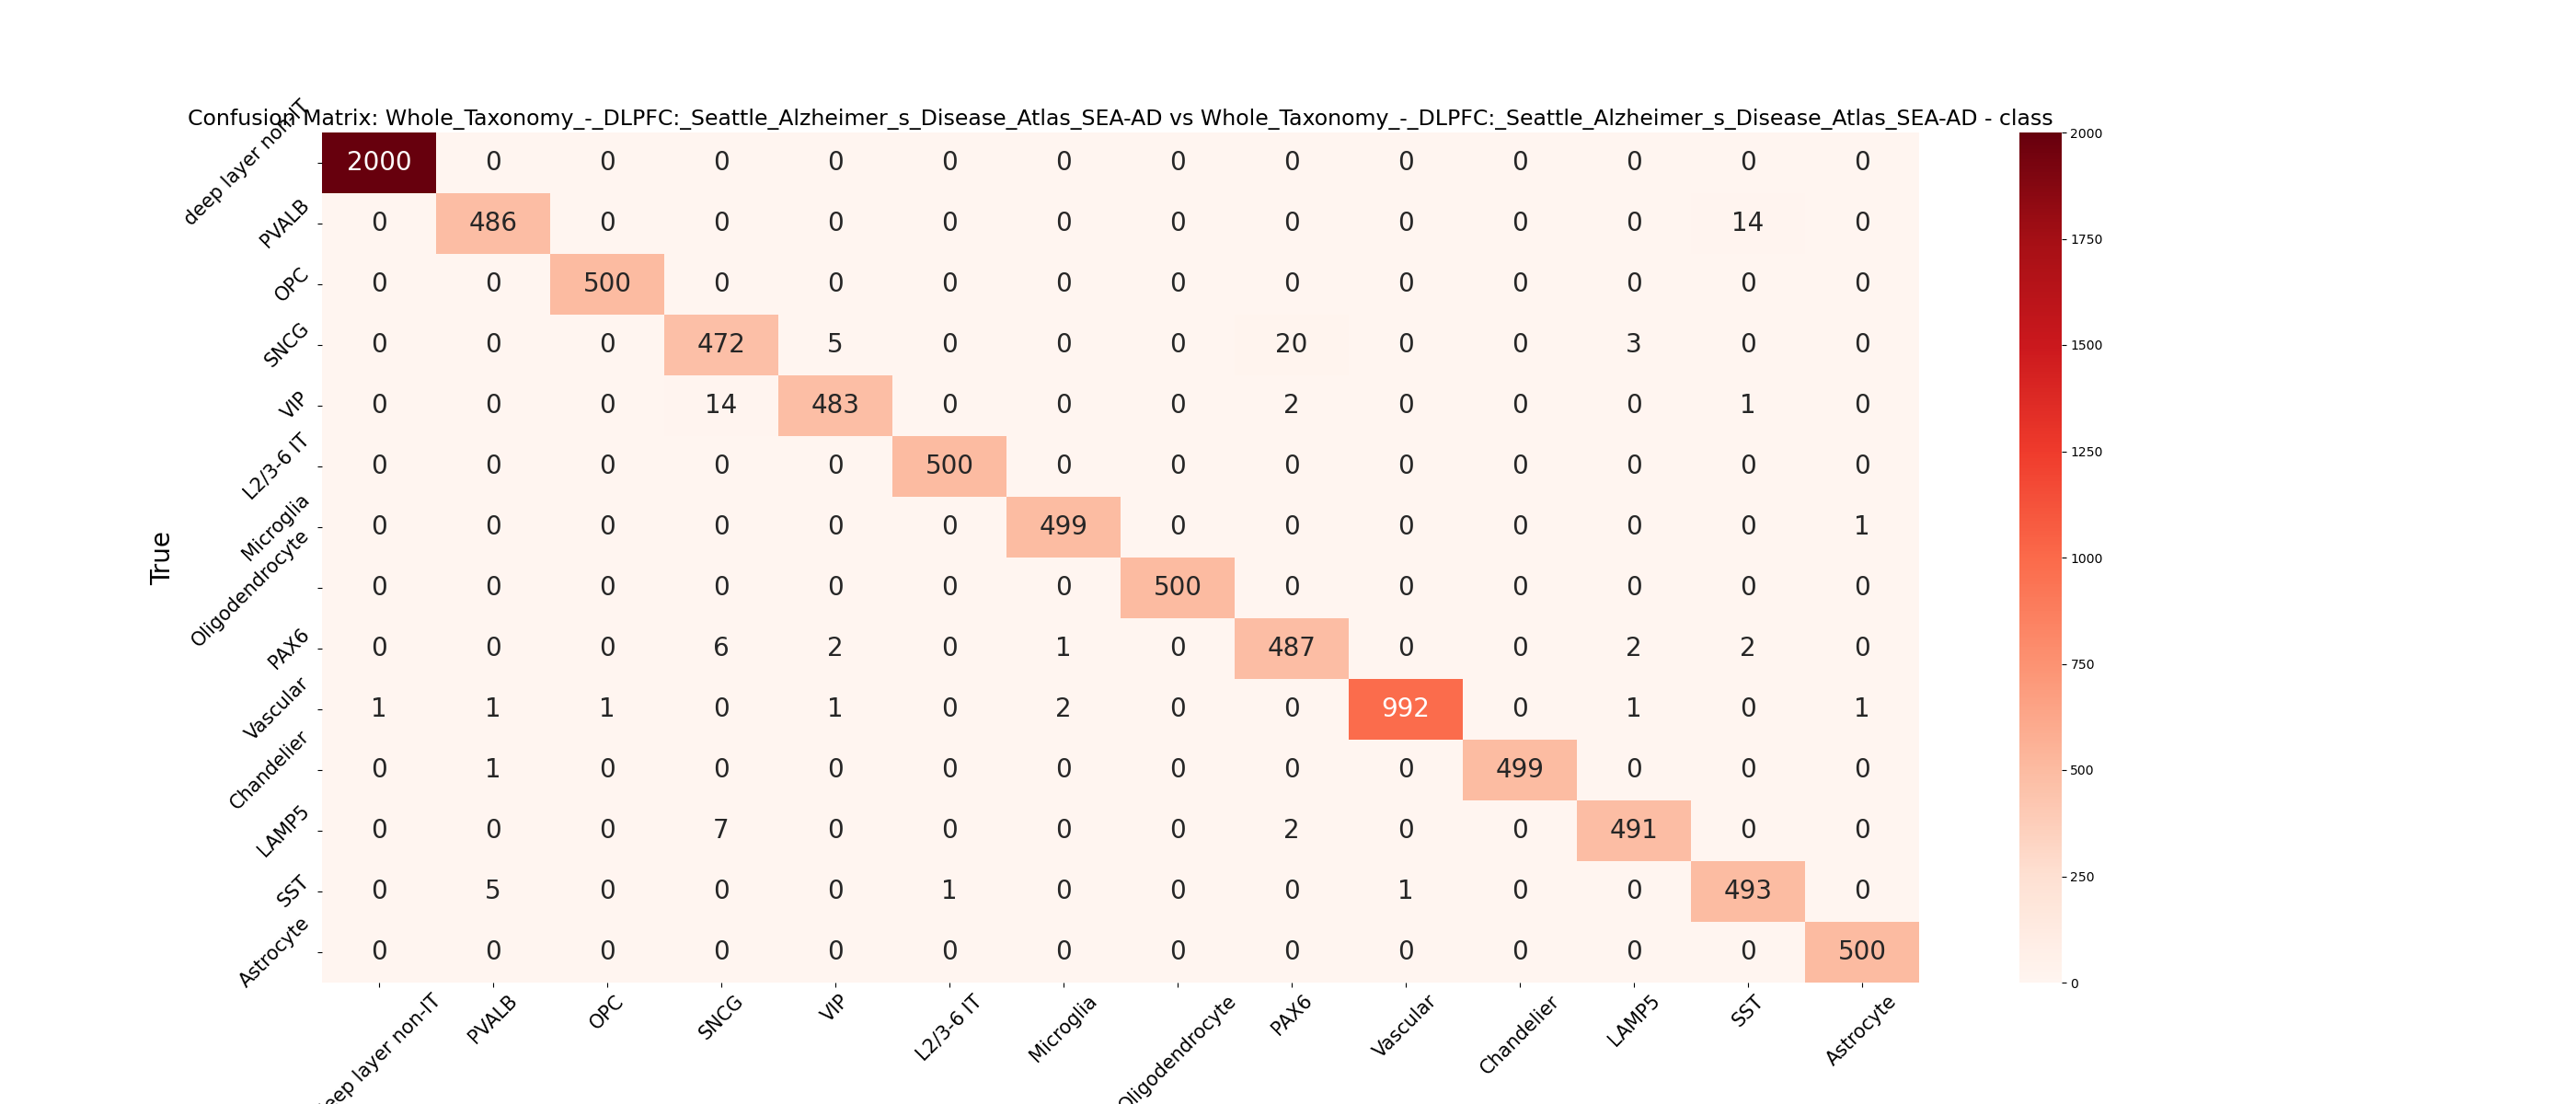 Confusion Matrix: Whole_Taxonomy_-_DLPFC:_Seattle_Alzheimer_s_Disease_Atlas_SEA-AD vs Whole_Taxonomy_-_DLPFC:_Seattle_Alzheimer_s_Disease_Atlas_SEA-AD - class
deep layer non-IT 2000 0 0 0 0 0 0 0 0 0 0 0 0 0
PVALB 0 486 0 0 0 0 0 0 0 0 0 0 14 0
OPC 0 0 500 0 0 0 0 0 0 0 0 0 0 0
SNCG 0 0 0 472 5 0 0 0 20 0 0 3 0 0
VIP 0 0 0 14 483 0 0 0 2 0 0 0 1 0
L2/3-6 IT 0 0 0 0 0 500 0 0 0 0 0 0 0 0
Microglia 0 0 0 0 0 0 499 0 0 0 0 0 0 1
Oligodendrocyte 0 0 0 0 0 0 0 500 0 0 0 0 0 0
PAX6 0 0 0 6 2 0 1 0 487 0 0 2 2 0
Vascular 1 1 1 0 1 0 2 0 0 992 0 1 0 1
Chandelier 0 1 0 0 0 0 0 0 0 0 499 0 0 0
LAMP5 0 0 0 7 0 0 0 0 2 0 0 491 0 0
SST 0 5 0 0 0 1 0 0 0 1 0 0 493 0
Astrocyte 0 0 0 0 0 0 0 0 0 0 0 0 0 500
True
layer non-IT PVALB OPC SNCG VIP L2/3-6 IT Microglia Oligodendrocyte PAX6 Vascular Chandelier LAMP5 SST Astrocyte
2000
1750
1500
1250
1000
750
500
250
0